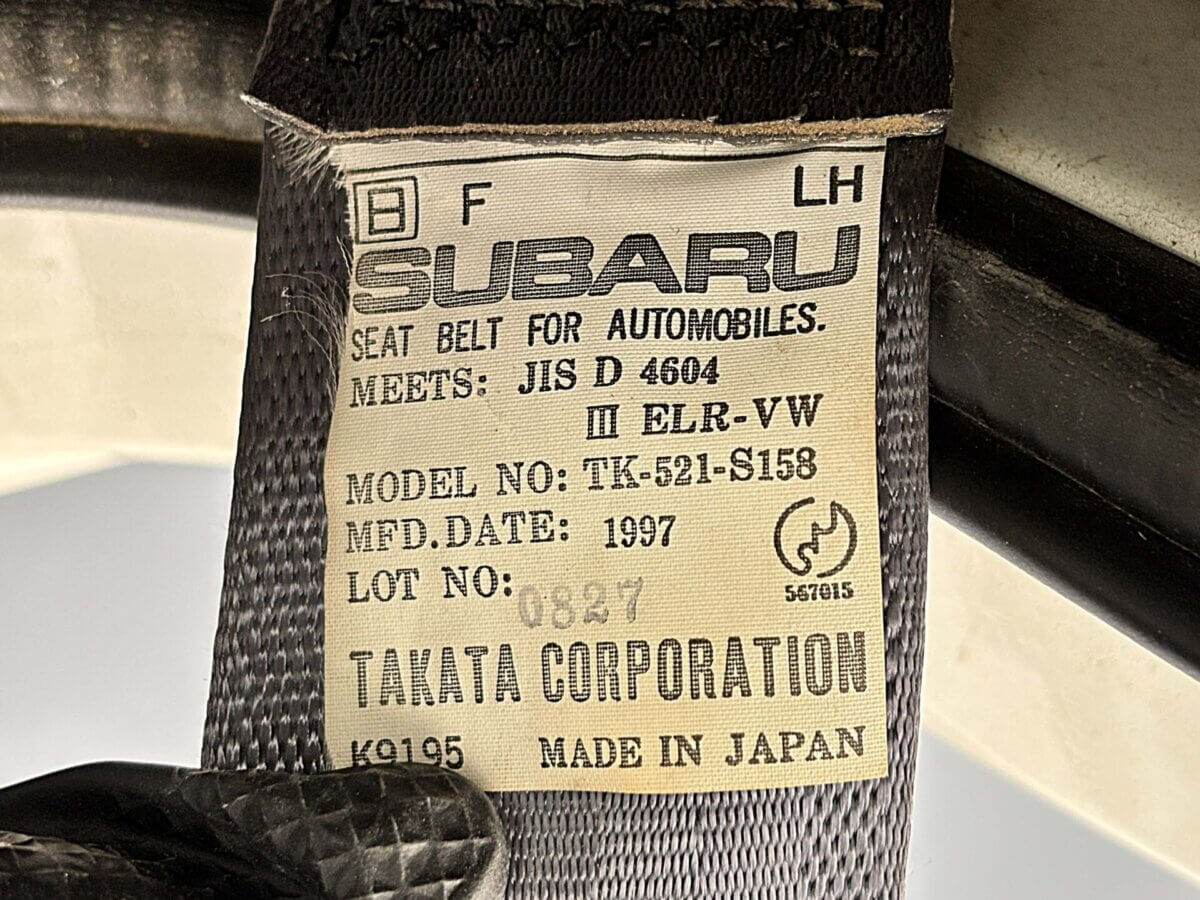 日 F LH
SUBARU
SEAT BELT FOR AUTOMOBILES.
MEETS: JIS D 4604
III ELR-VW
MODEL NO: TK-521-S158
MFD.DATE: 1997
LOT NO: 0827
567015
TAKATA CORPORATION
K9195 MADE IN JAPAN